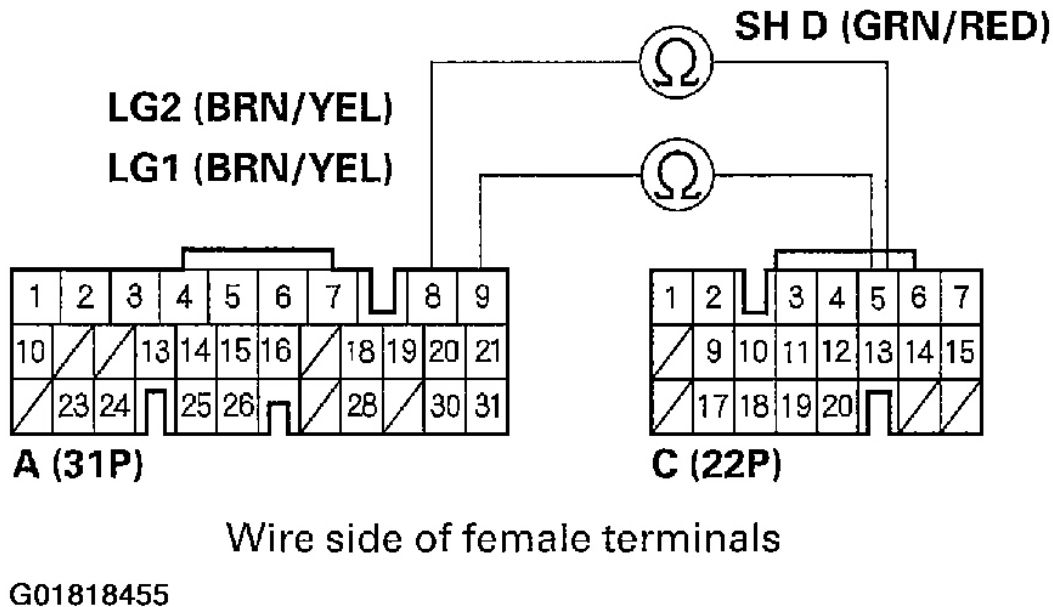 SH D (GRN/RED)
Ω
LG2 (BRN/YEL)
LG1 (BRN/YEL)
Ω
1 2 3 4 5 6 7 8 9
10 13 14 15 16 18 19 20 21
23 24 25 26 28 30 31
A (31P)
1 2 3 4 5 6 7
9 10 11 12 13 14 15
17 18 19 20
C (22P)
Wire side of female terminals
G01818455